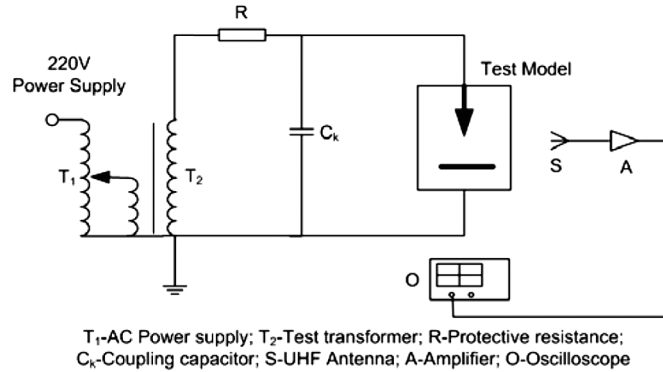 R
220V
Power Supply
Test Model
T₁
T₂
Cₖ
S
A
O
T₁-AC Power supply; T₂-Test transformer; R-Protective resistance;
Cₖ-Coupling capacitor; S-UHF Antenna; A-Amplifier; O-Oscilloscope